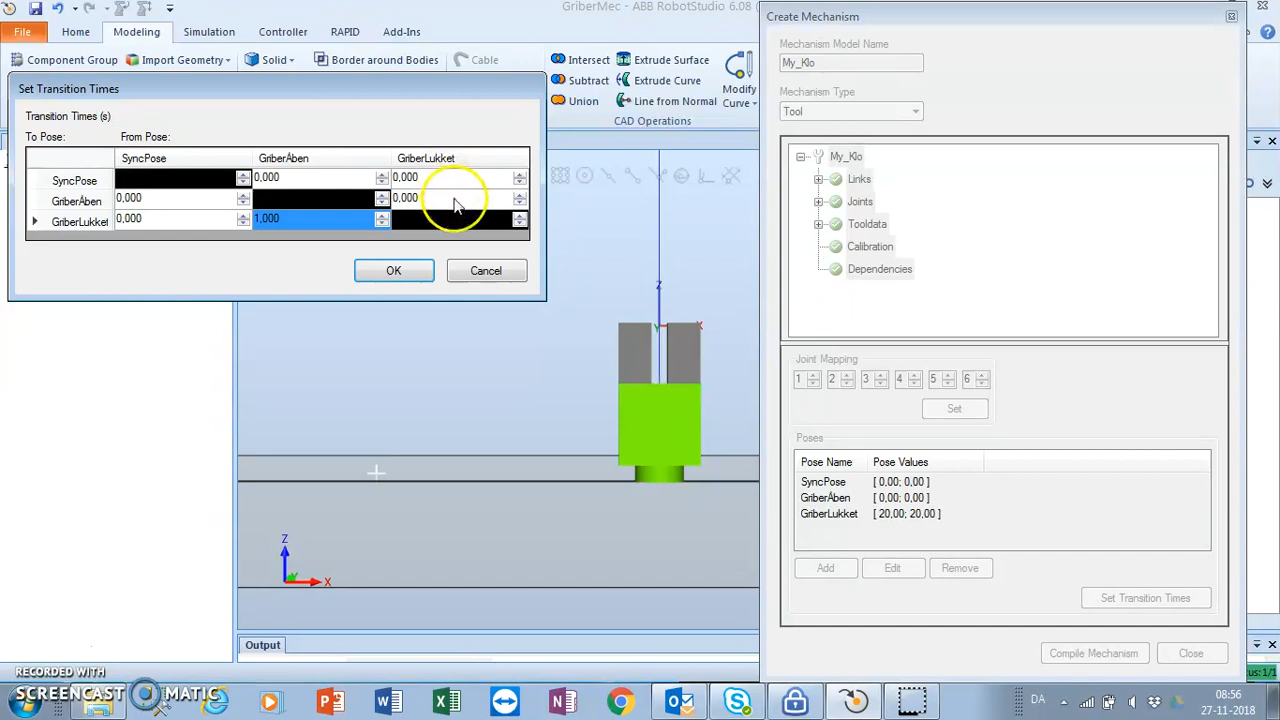 GriberMec - ABB RobotStudio 6.08
File
Home
Modeling
Simulation
Controller
RAPID
Add-Ins
Component Group
Import Geometry
Solid
Border around Bodies
Cable
Intersect
Subtract
Union
Extrude Surface
Extrude Curve
Line from Normal
Modify
Curve
CAD Operations
Set Transition Times
Transition Times (s)
To Pose:
From Pose:
SyncPose
GriberÅben
GriberLukket
SyncPose
0,000
0,000
GriberÅben
0,000
0,000
GriberLukket
0,000
1,000
OK
Cancel
Z
Y
X
Z
Y
X
Output
Create Mechanism
Mechanism Model Name
My_Klo
Mechanism Type
Tool
My_Klo
Links
Joints
Tooldata
Calibration
Dependencies
Joint Mapping
1
2
3
4
5
6
Set
Poses
Pose Name
Pose Values
SyncPose
[ 0,00; 0,00 ]
GriberÅben
[ 0,00; 0,00 ]
GriberLukket
[ 20,00; 20,00 ]
Add
Edit
Remove
Set Transition Times
Compile Mechanism
Close
us:1/1
RECORDED WITH
SCREENCAST MATIC
DA
08:56
27-11-2018